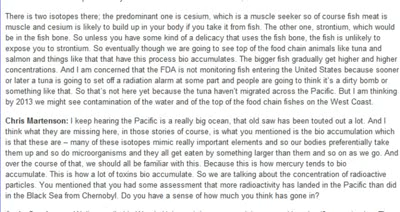 There is two isotopes there; the predominant one is cesium, which is a muscle seeker so of course fish meat is
muscle and cesium is likely to build up in your body if you take it from fish. The other one, strontium, which would
be in the fish bone. So unless you have some kind of a delicacy that uses the fish bone, the fish is unlikely to
expose you to strontium. So eventually though we are going to see top of the food chain animals like tuna and
salmon and things like that that have this process bio accumulates. The bigger fish gradually get higher and higher
concentrations. And I am concerned that the FDA is not monitoring fish entering the United States because sooner
or later a tuna is going to set off a radiation alarm at some part and people are going to think it's a dirty bomb or
something like that. So that's not here yet because the tuna haven't migrated across the Pacific. But I am thinking
by 2013 we might see contamination of the water and of the top of the food chain fishes on the West Coast.
Chris Martenson: I keep hearing the Pacific is a really big ocean, that old saw has been touted out a lot. And I
think what they are missing here, in those stories of course, is what you mentioned is the bio accumulation which
is that these are – many of these isotopes mimic really important elements and so our bodies preferentially take
them up and so do microorganisms and they all get eaten by something larger than them and so on as we go. And
over the course of that, we should all be familiar with this. Because this is how mercury tends to bio
accumulate. This is how a lot of toxins bio accumulate. So we are talking about the concentration of radioactive
particles. You mentioned that you had some assessment that more radioactivity has landed in the Pacific than did
in the Black Sea from Chernobyl. Do you have a sense of how much you think has gone in?